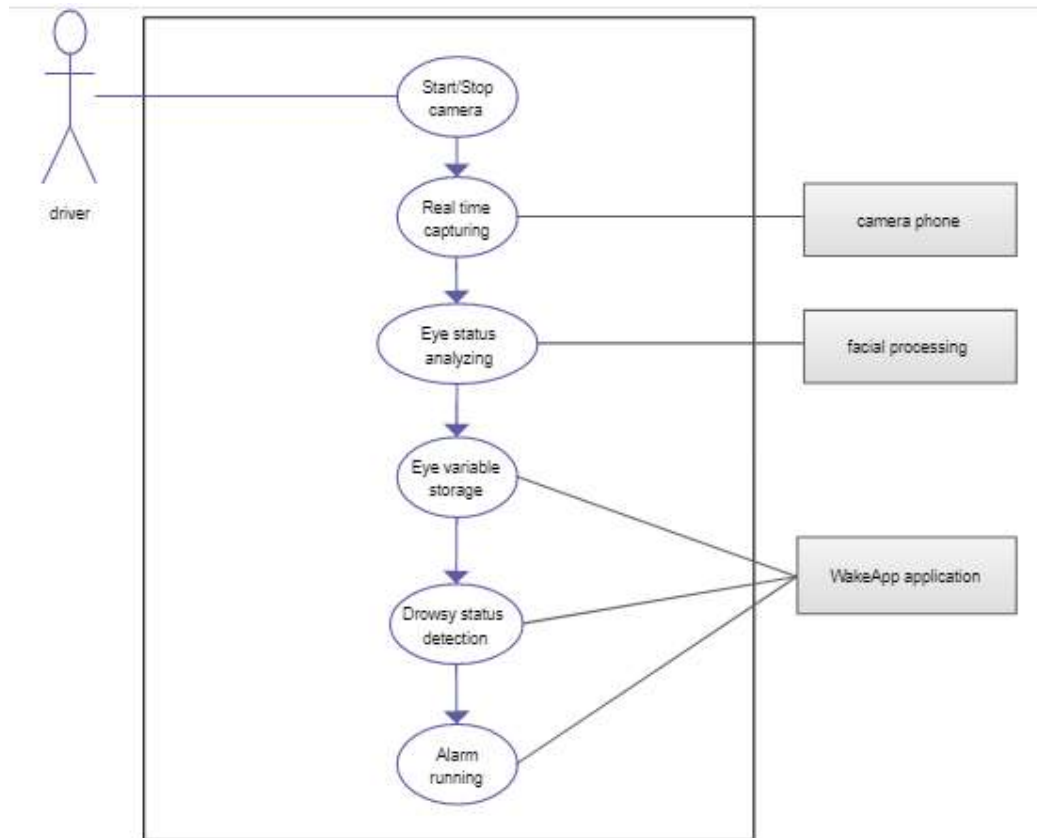 Start/Stop
camera
driver
Real time
capturing
camera phone
Eye status
analyzing
facial processing
Eye variable
storage
WakeApp application
Drowsy status
detection
Alarm
running